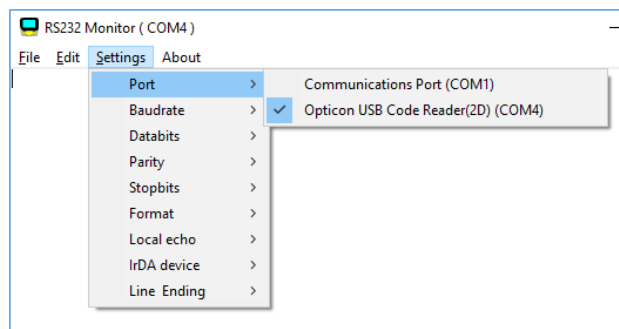 RS232 Monitor ( COM4 )
File Edit Settings About
Port
Communications Port (COM1)
Baudrate
Opticon USB Code Reader(2D) (COM4)
Databits
Parity
Stopbits
Format
Local echo
IrDA device
Line Ending